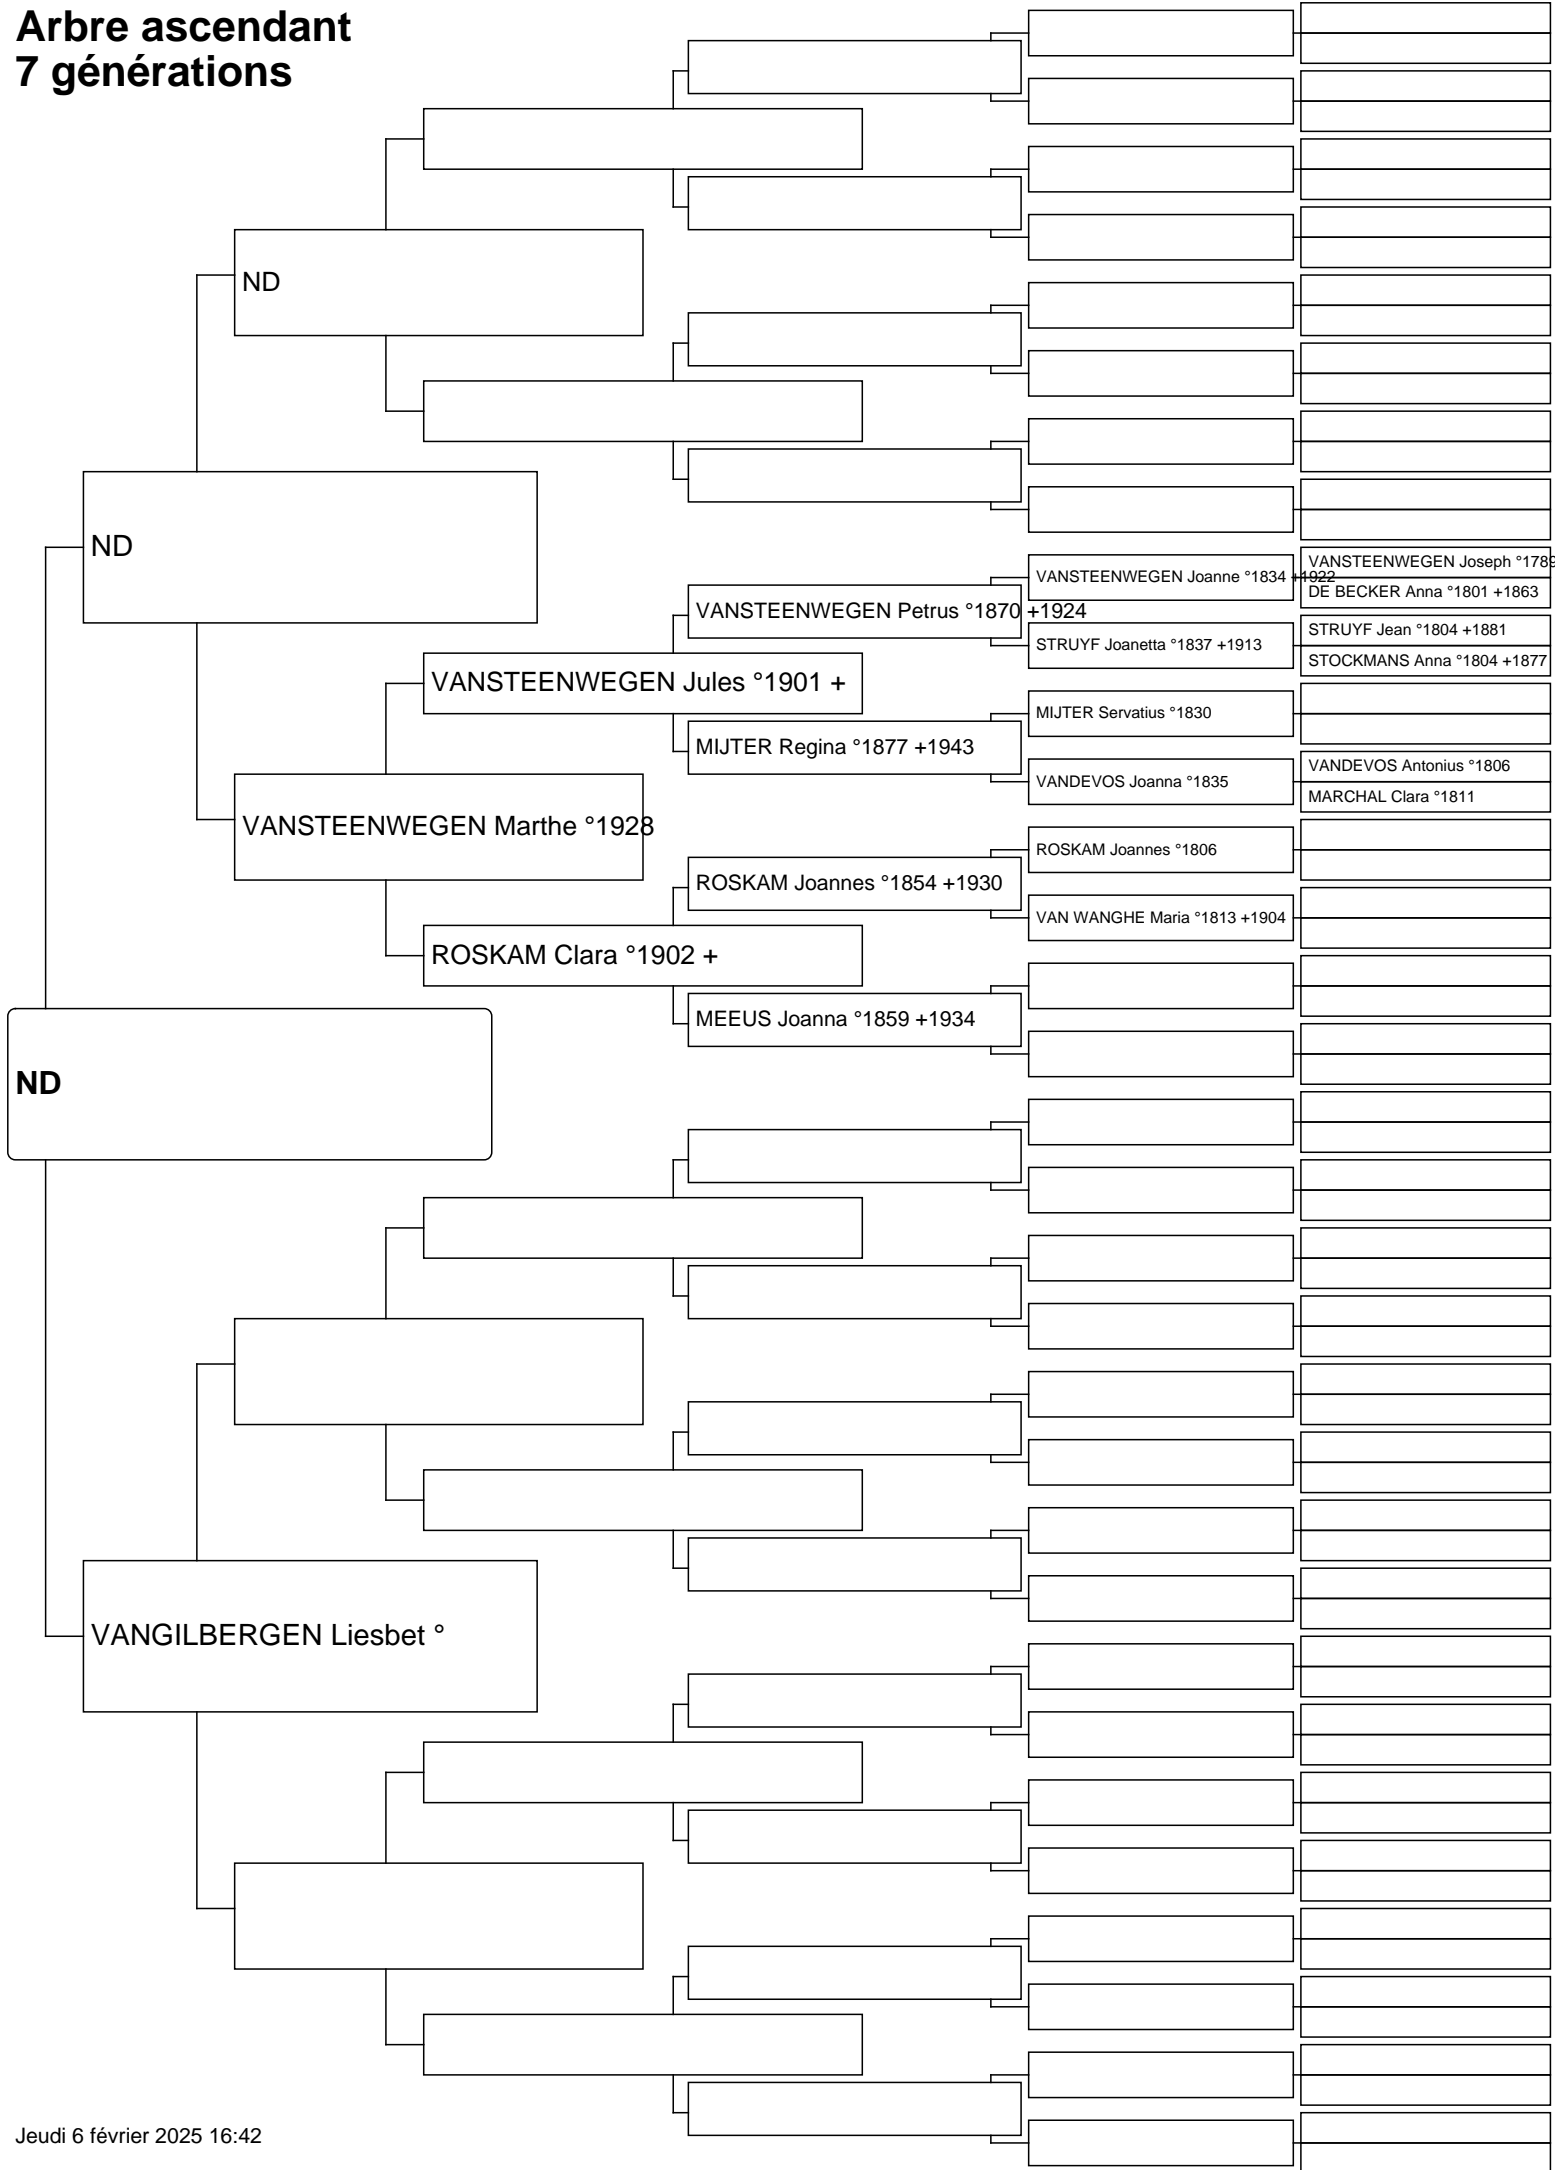 Arbre ascendant
7 générations
ND
ND
VANSTEENWEGEN Joseph °1789
VANSTEENWEGEN Joanne °1834 +1922
DE BECKER Anna °1801 +1863
VANSTEENWEGEN Petrus °1870 +1924
STRUYF Jean °1804 +1881
STRUYF Joanetta °1837 +1913
STOCKMANS Anna °1804 +1877
VANSTEENWEGEN Jules °1901 +
MIJTER Servatius °1830
MIJTER Regina °1877 +1943
VANDEVOS Antonius °1806
VANDEVOS Joanna °1835
MARCHAL Clara °1811
VANSTEENWEGEN Marthe °1928
ROSKAM Joannes °1806
ROSKAM Joannes °1854 +1930
VAN WANGHE Maria °1813 +1904
ROSKAM Clara °1902 +
MEEUS Joanna °1859 +1934
ND
VANGILBERGEN Liesbet °
Jeudi 6 février 2025 16:42